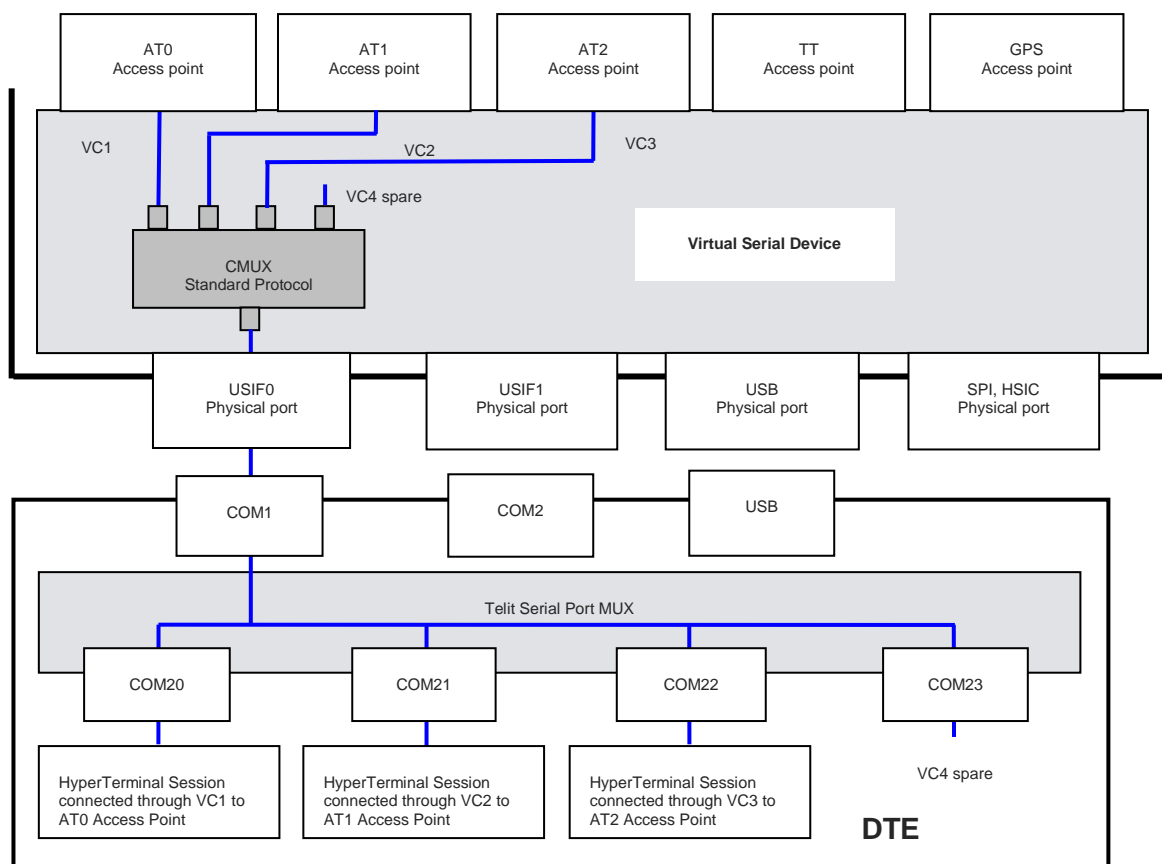 AT0
Access point
AT1
Access point
AT2
Access point
TT
Access point
GPS
Access point
VC1
VC2
VC3
VC4 spare
Virtual Serial Device
CMUX
Standard Protocol
USIF0
Physical port
USIF1
Physical port
USB
Physical port
SPI, HSIC
Physical port
COM1
COM2
USB
Telit Serial Port MUX
COM20
COM21
COM22
COM23
HyperTerminal Session
connected through VC1 to
AT0 Access Point
HyperTerminal Session
connected through VC2 to
AT1 Access Point
HyperTerminal Session
connected through VC3 to
AT2 Access Point
VC4 spare
DTE